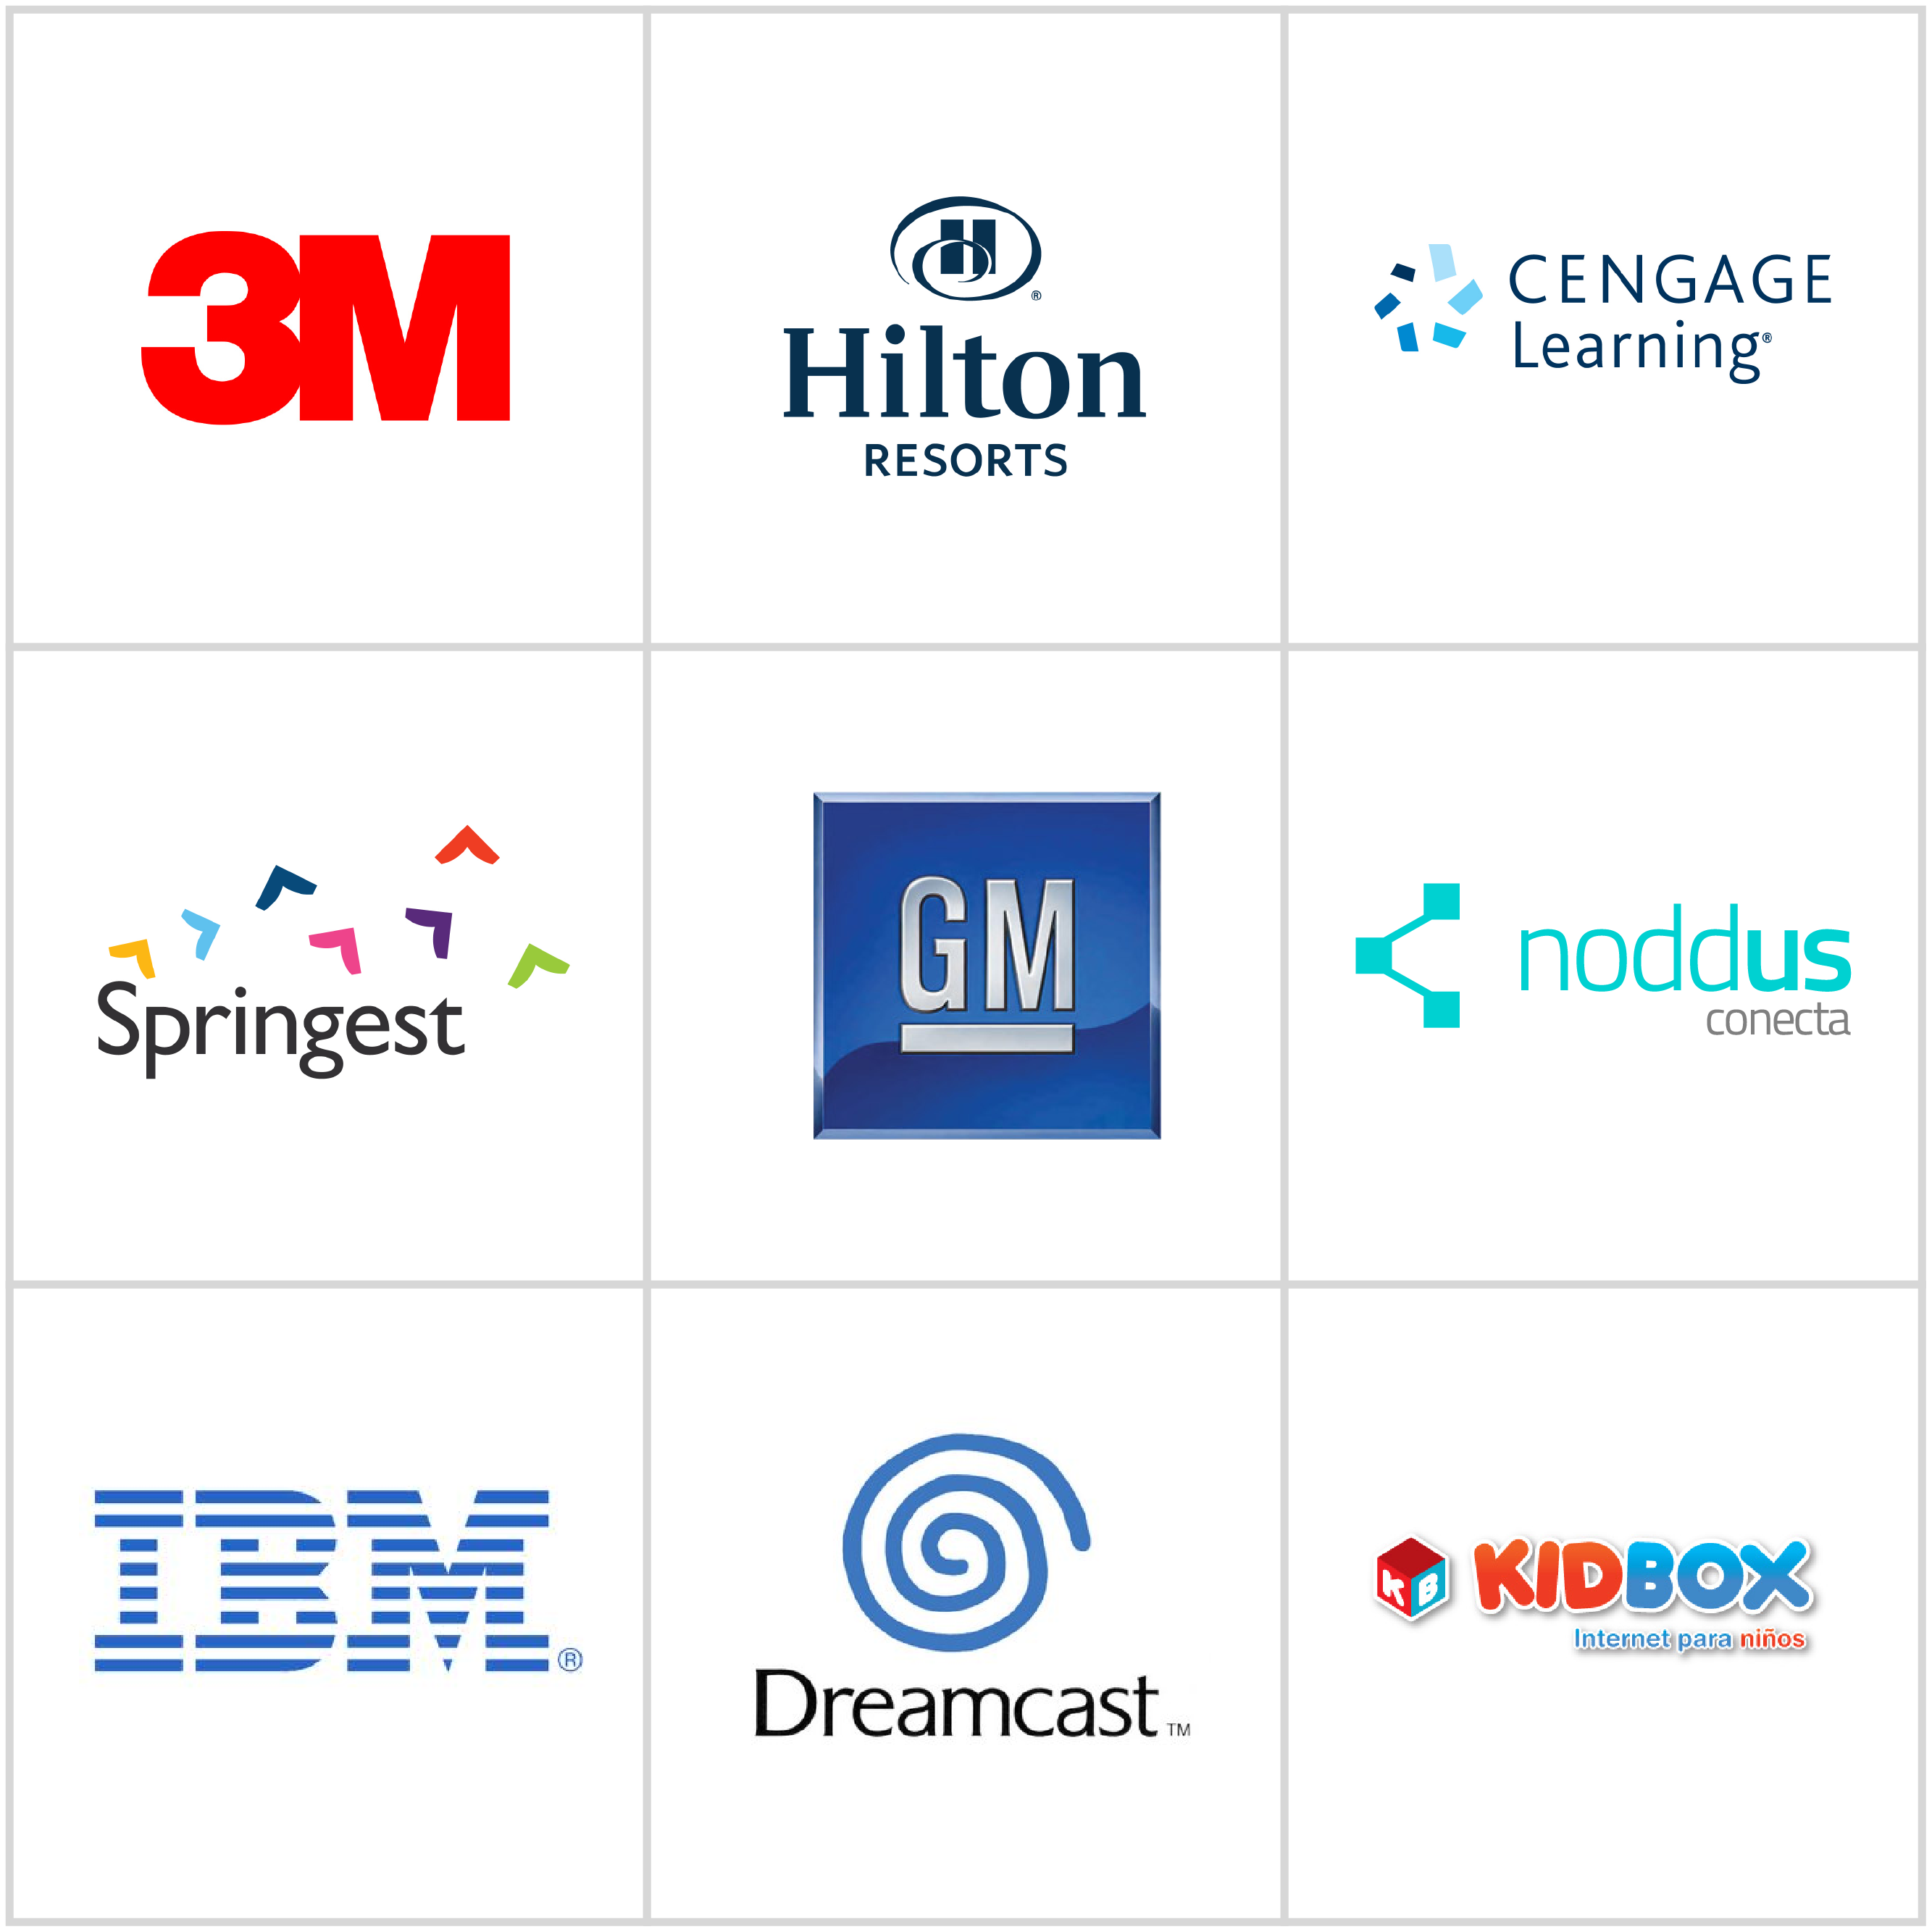 3M
®
Hilton
RESORTS
CENGAGE
Learning®
Springest
GM
noddus
conecta
IBM®
Dreamcast™
KB KIDBOX
Internet para niños